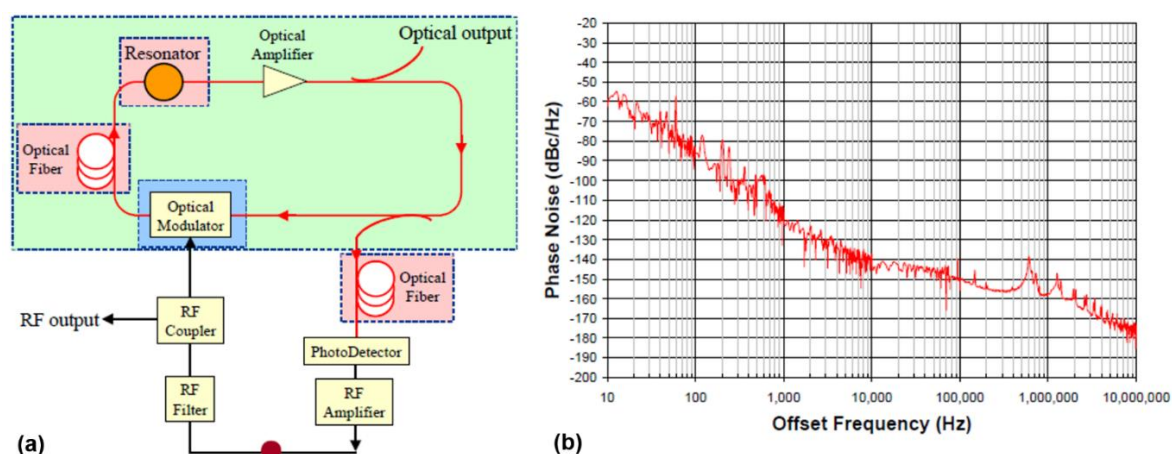 Optical
Amplifier
Optical output
Resonator
Optical
Fiber
Optical
Modulator
Optical
Fiber
RF output
RF
Coupler
PhotoDetector
RF
Filter
RF
Amplifier
(a)
Phase Noise (dBc/Hz)
-20
-30
-40
-50
-60
-70
-80
-90
-100
-110
-120
-130
-140
-150
-160
-170
-180
-190
-200
10
100
1,000
10,000
100,000
1,000,000
10,000,000
Offset Frequency (Hz)
(b)